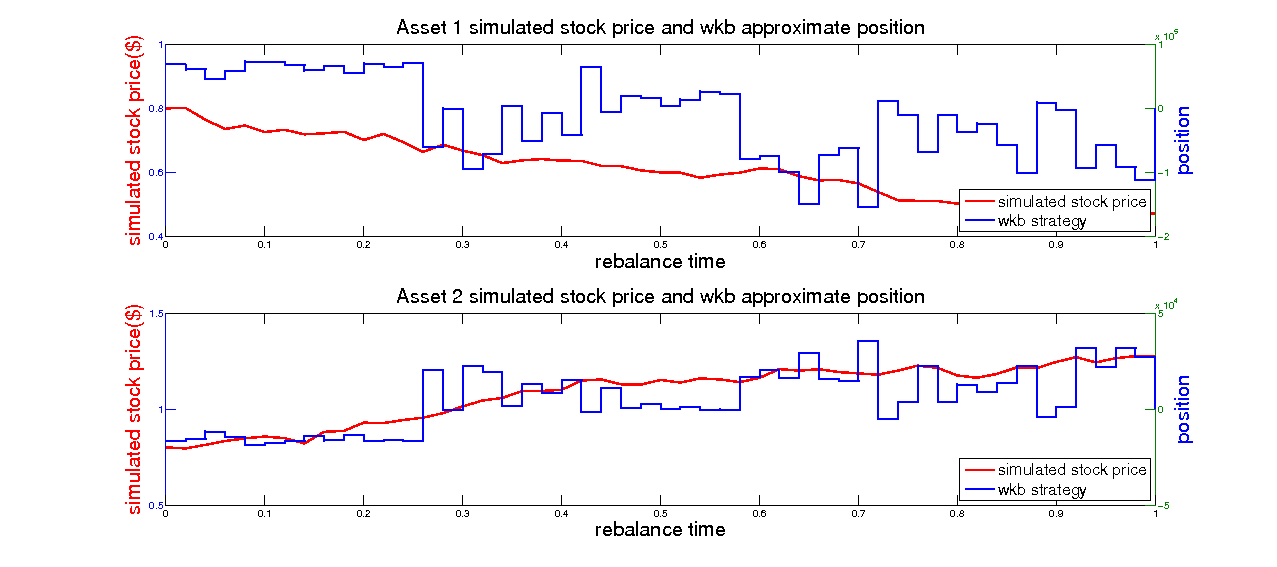 Asset 1 simulated stock price and wkb approximate position
x 10^5
simulated stock price($)
1
0.8
0.6
0.4
1
0
-1
-2
position
simulated stock price
wkb strategy
0 0.1 0.2 0.3 0.4 0.5 0.6 0.7 0.8 0.9 1
rebalance time
Asset 2 simulated stock price and wkb approximate position
x 10^4
simulated stock price($)
1.5
1
0.5
5
0
-5
position
simulated stock price
wkb strategy
0 0.1 0.2 0.3 0.4 0.5 0.6 0.7 0.8 0.9 1
rebalance time